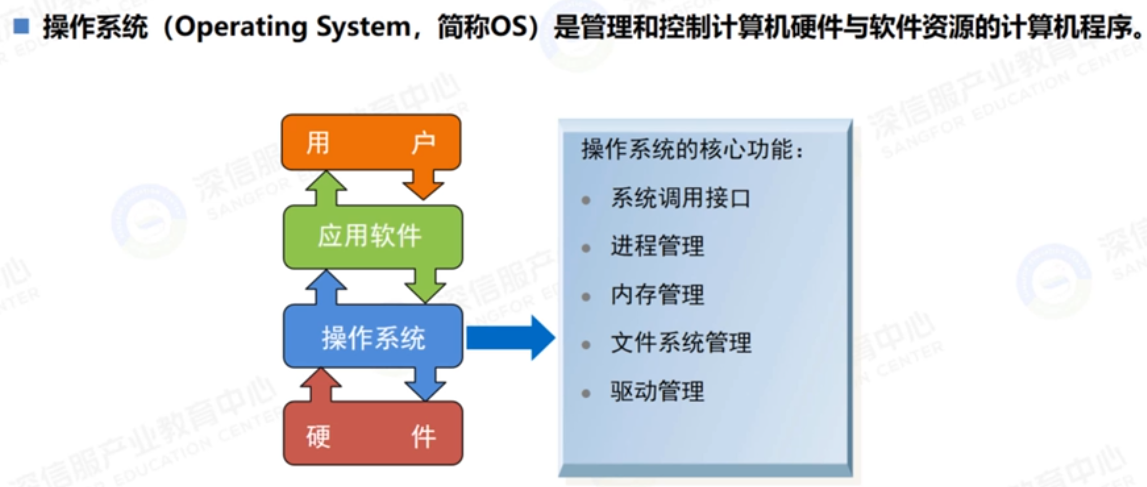 操作系统（Operating System，简称OS）是管理和控制计算机硬件与软件资源的计算机程序。
用 户
应用软件
操作系统
硬 件
操作系统的核心功能：
系统调用接口
进程管理
内存管理
文件系统管理
驱动管理
深信服产业教育中心
SANGFOR EDUCATION CENTER